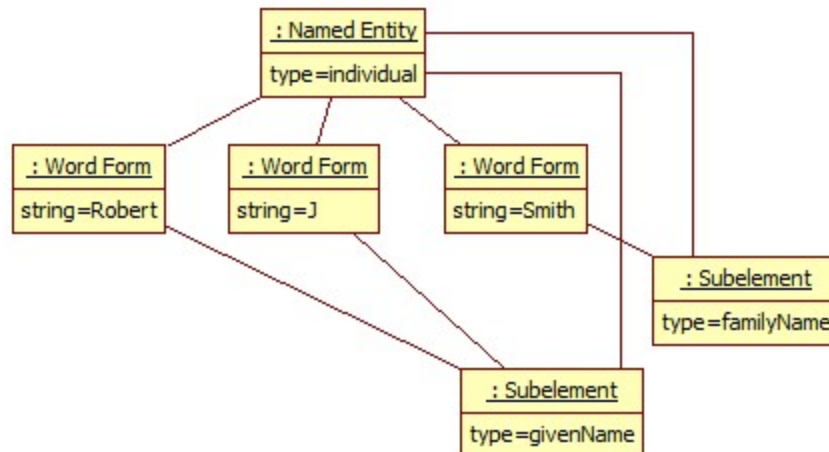 : Named Entity
type=individual
: Word Form
string=Robert
: Word Form
string=J
: Word Form
string=Smith
: Subelement
type=familyName
: Subelement
type=givenName